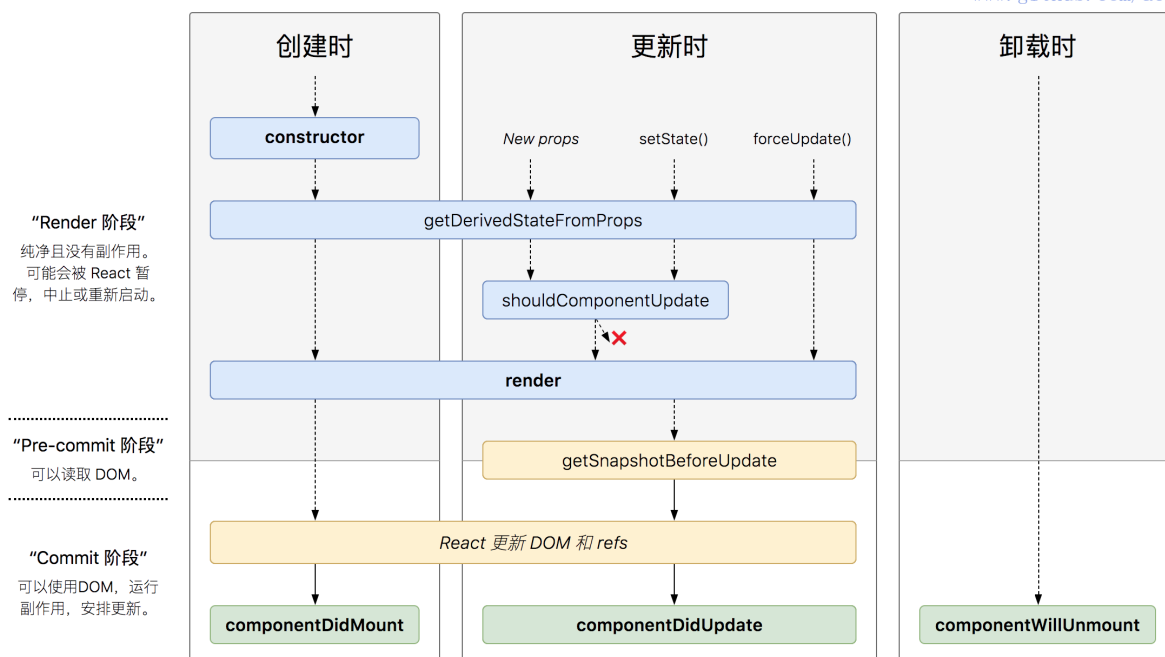 创建时
更新时
卸载时
constructor
New props
setState()
forceUpdate()
“Render 阶段”
纯净且没有副作用。
可能会被 React 暂
停，中止或重新启动。
getDerivedStateFromProps
shouldComponentUpdate
render
“Pre-commit 阶段”
可以读取 DOM。
getSnapshotBeforeUpdate
“Commit 阶段”
可以使用DOM，运行
副作用，安排更新。
React 更新 DOM 和 refs
componentDidMount
componentDidUpdate
componentWillUnmount